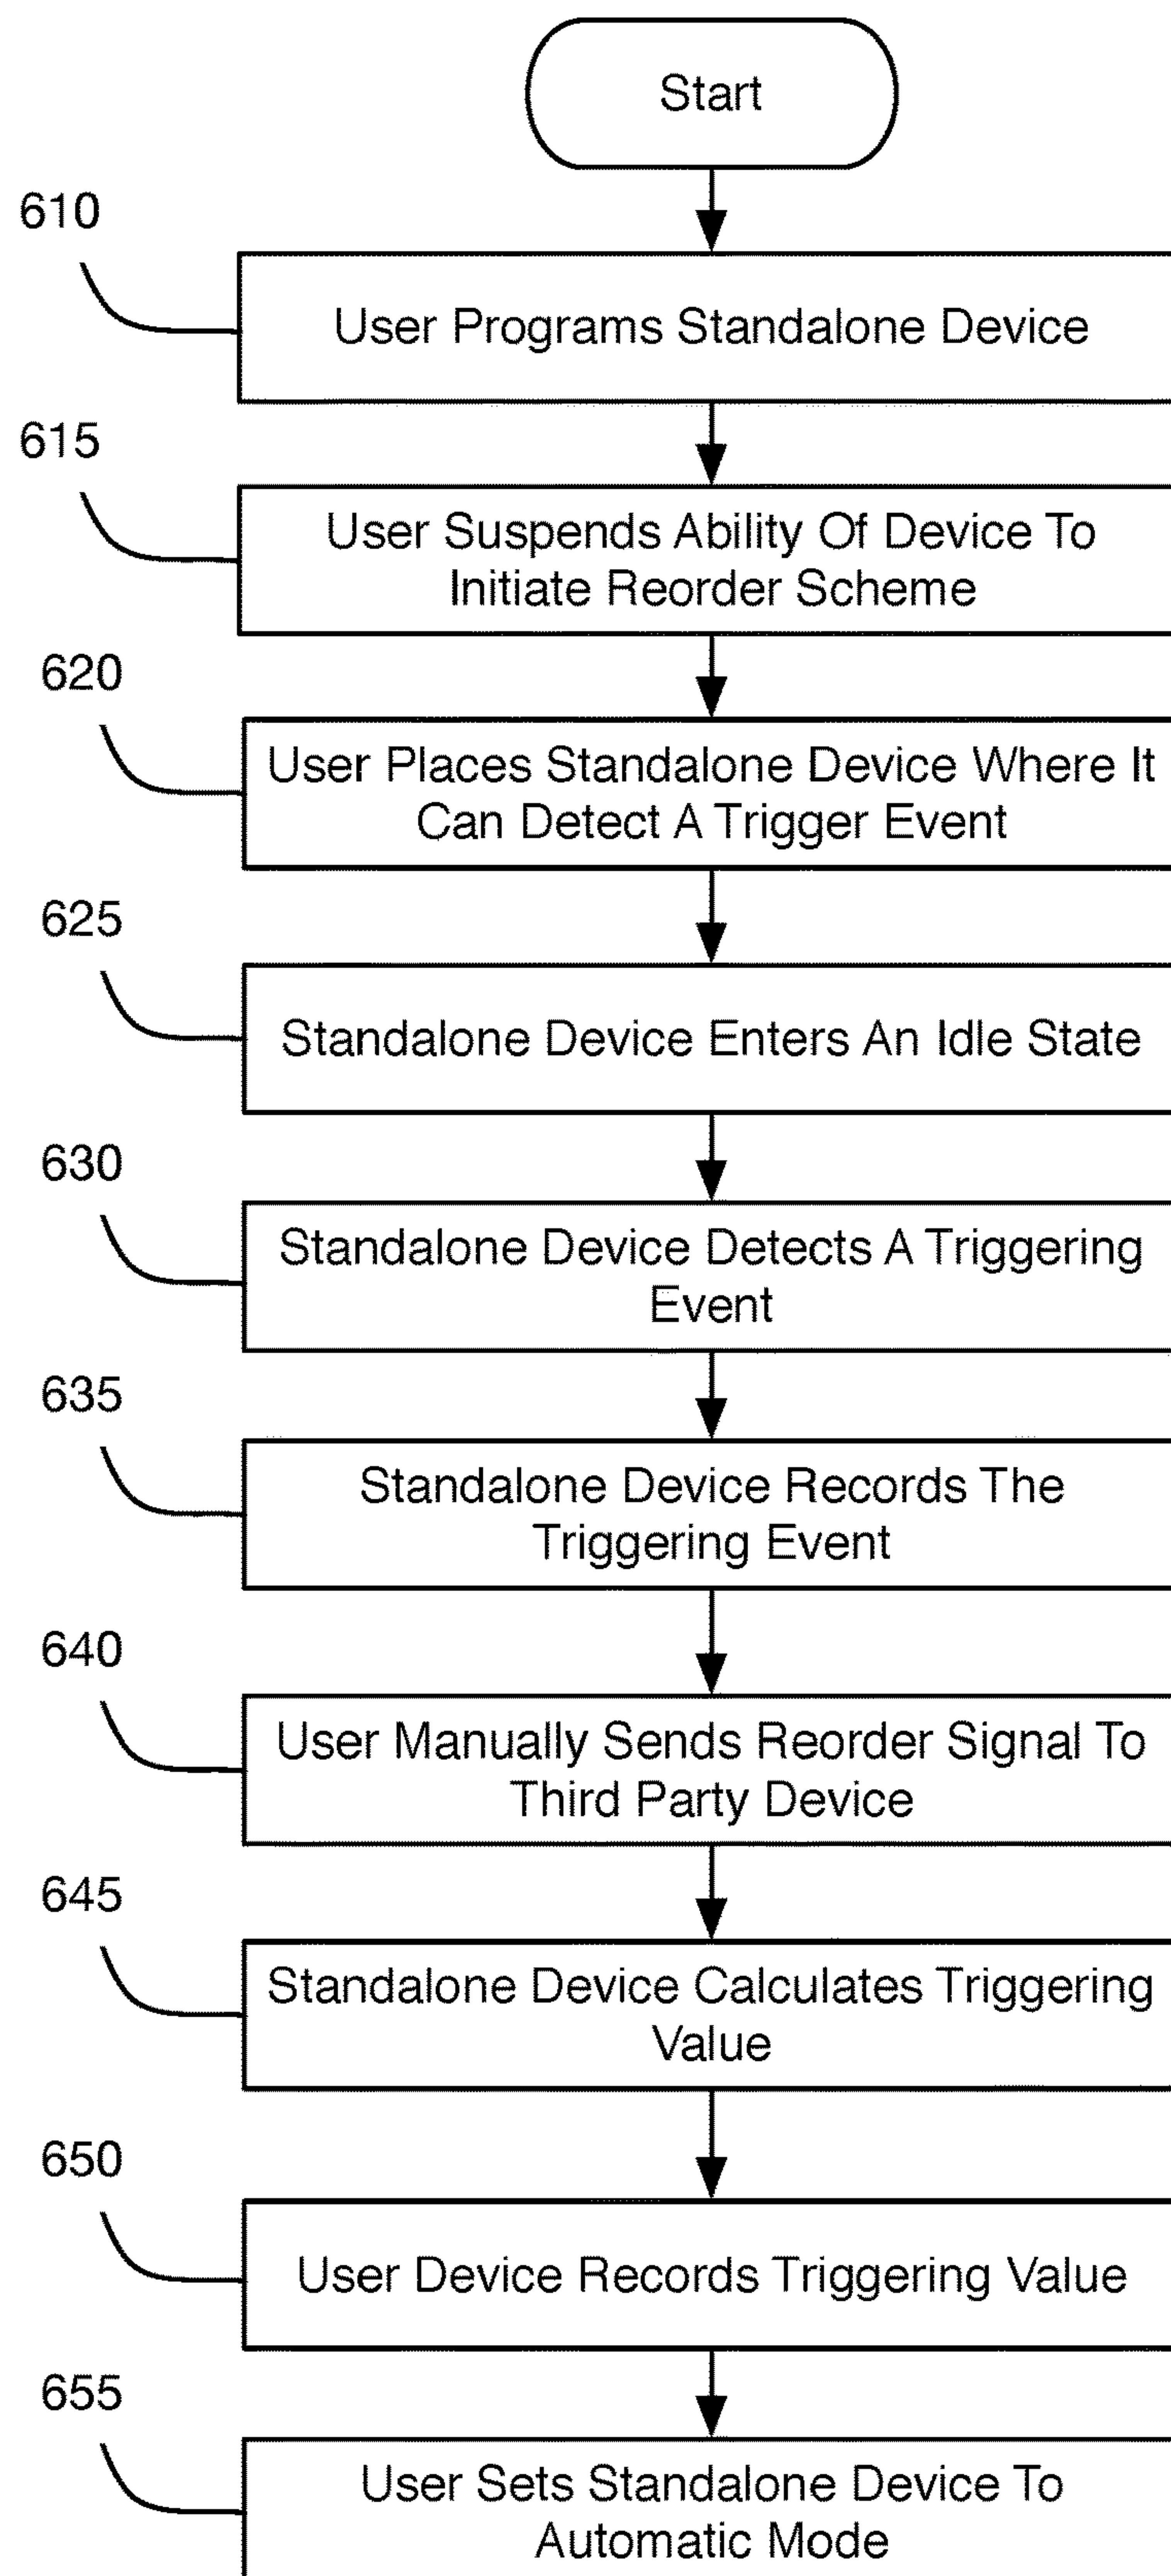 Start
610
User Programs Standalone Device
615
User Suspends Ability Of Device To
Initiate Reorder Scheme
620
User Places Standalone Device Where It
Can Detect A Trigger Event
625
Standalone Device Enters An Idle State
630
Standalone Device Detects A Triggering
Event
635
Standalone Device Records The
Triggering Event
640
User Manually Sends Reorder Signal To
Third Party Device
645
Standalone Device Calculates Triggering
Value
650
User Device Records Triggering Value
655
User Sets Standalone Device To
Automatic Mode